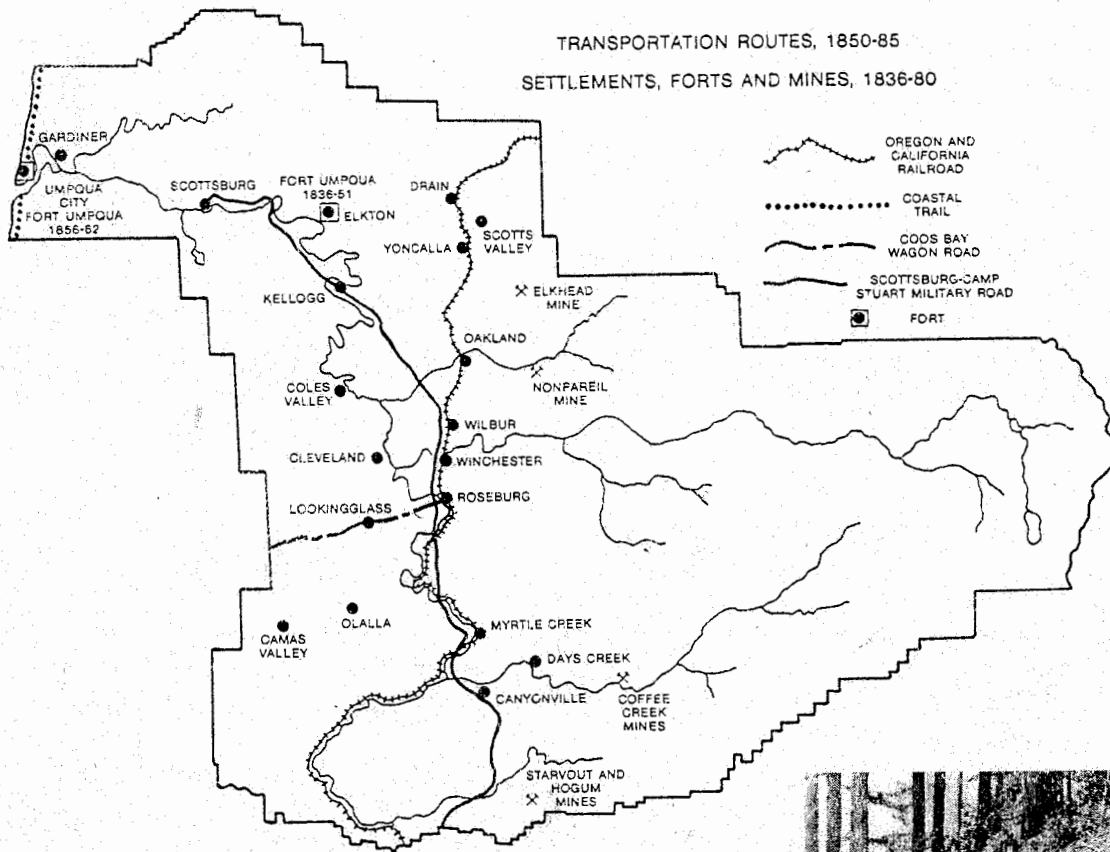 TRANSPORTATION ROUTES, 1850-85
SETTLEMENTS, FORTS AND MINES, 1836-80
OREGON AND
CALIFORNIA
RAILROAD
COASTAL
TRAIL
COOS BAY
WAGON ROAD
SCOTTSBURG-CAMP
STUART MILITARY ROAD
FORT
GARDINER
UMPQUA
CITY
FORT UMPQUA
1856-62
SCOTTSBURG
FORT UMPQUA
1836-51
ELKTON
DRAIN
SCOTTS
VALLEY
YONCALLA
KELLOGG
ELKHEAD
MINE
OAKLAND
NONPAREIL
MINE
COLES
VALLEY
WILBUR
CLEVELAND
WINCHESTER
ROSEBURG
LOOKINGGLASS
OLALLA
CAMAS
VALLEY
MYRTLE CREEK
DAYS CREEK
CANYONVILLE
COFFEE
CREEK
MINES
STARVOUT AND
HOGUM
MINES